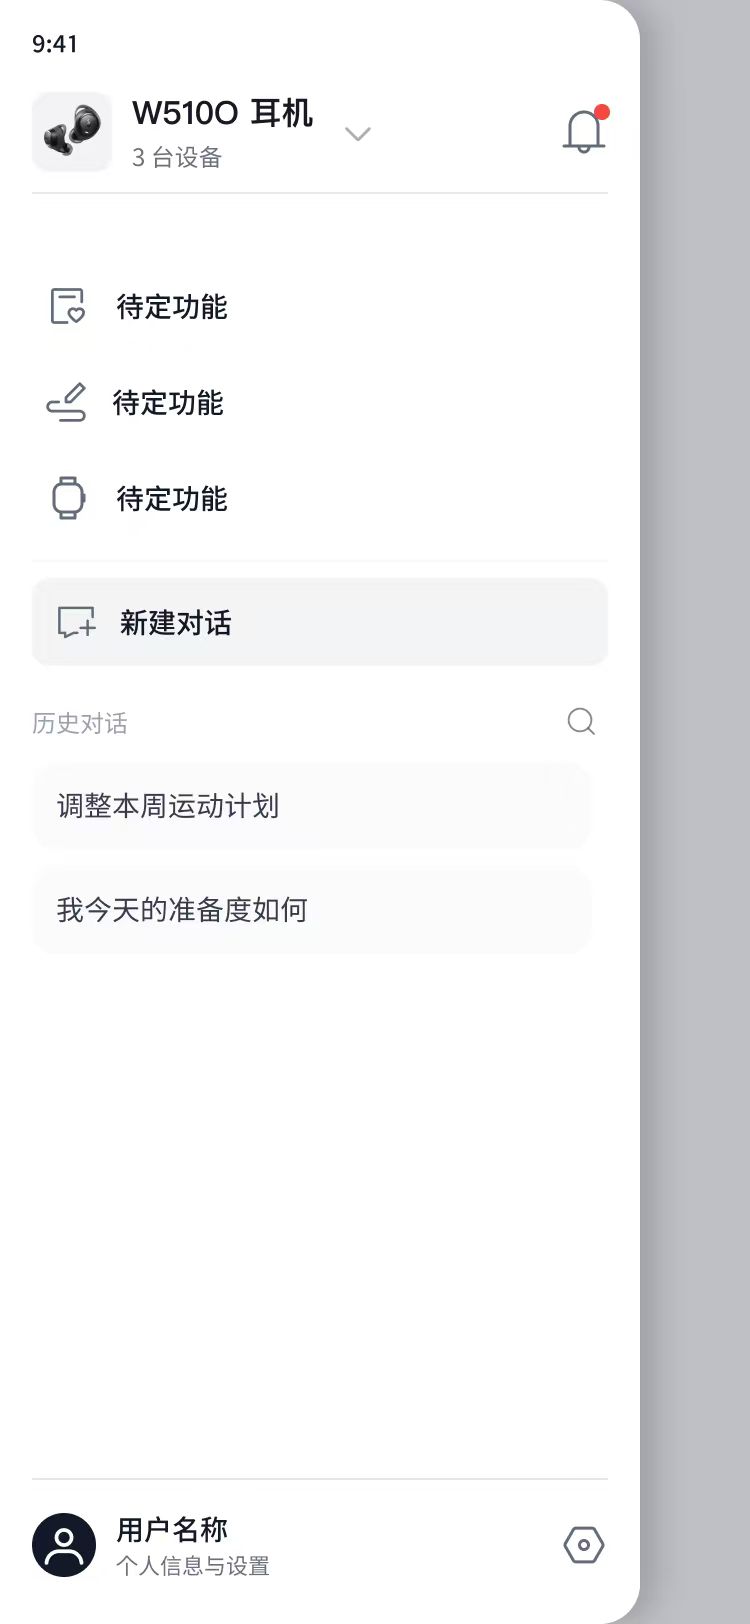 9:41
W510O 耳机
3 台设备
待定功能
待定功能
待定功能
新建对话
历史对话
调整本周运动计划
我今天的准备度如何
用户名称
个人信息与设置